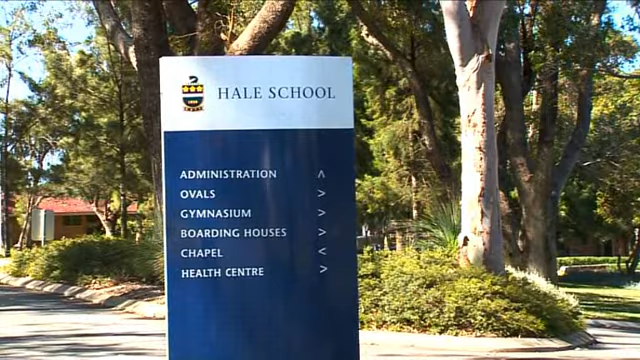 HALE SCHOOL
ADMINISTRATION ^
OVALS >
GYMNASIUM >
BOARDING HOUSES >
CHAPEL <
HEALTH CENTRE >